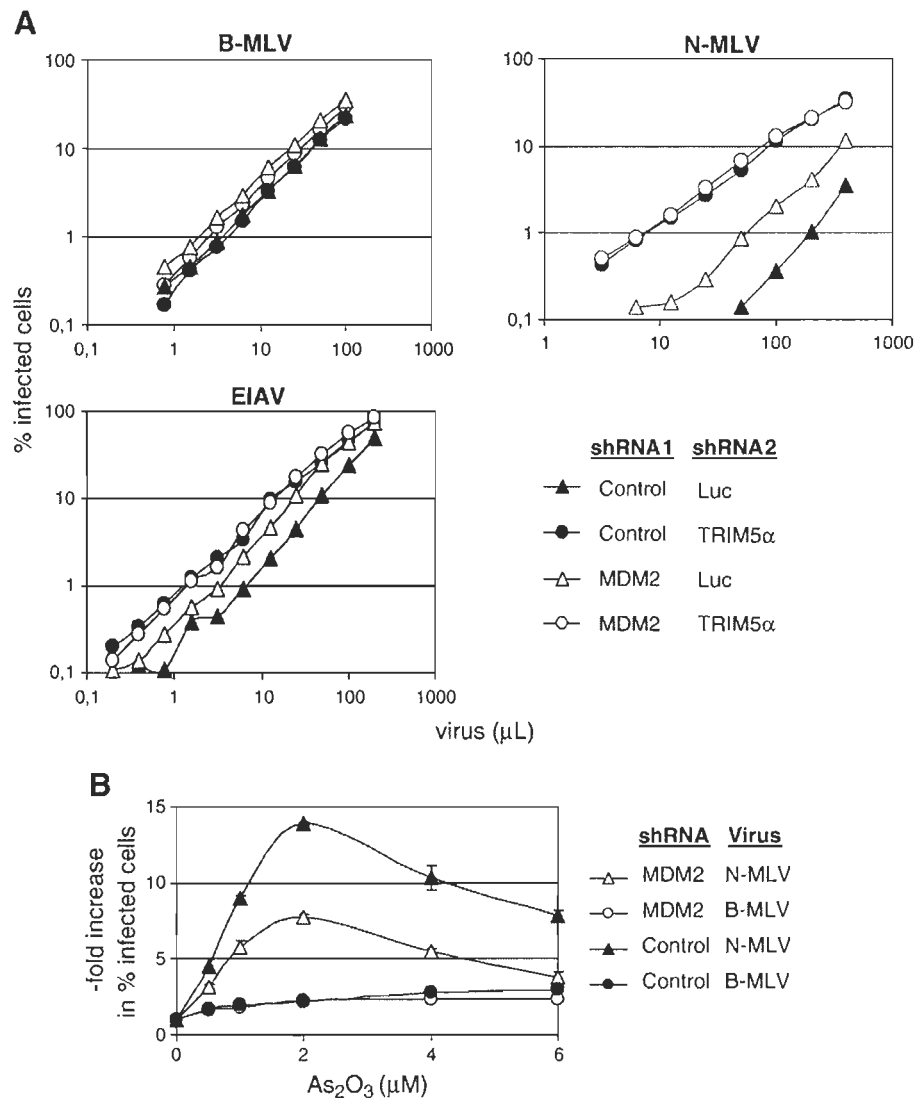 A
B-MLV
N-MLV
100
10
1
0,1
0,1 1 10 100 1000
100
10
1
0,1
1 10 100 1000
% infected cells
EIAV
100
10
1
0,1
0,1 1 10 100 1000
virus (μL)
shRNA1 shRNA2
Control Luc
Control TRIM5α
MDM2 Luc
MDM2 TRIM5α
B
-fold increase
in % infected cells
15
10
5
0
0 2 4 6
As2O3 (μM)
shRNA Virus
MDM2 N-MLV
MDM2 B-MLV
Control N-MLV
Control B-MLV